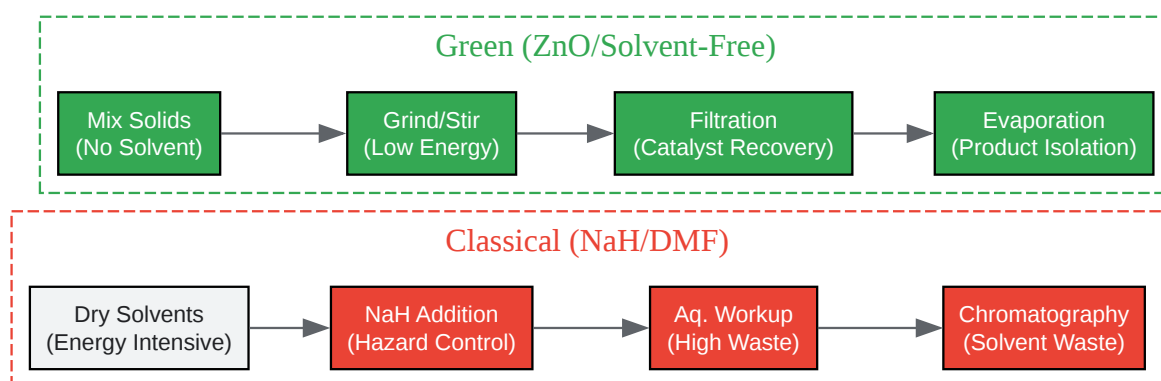 Green (ZnO/Solvent-Free)
Mix Solids
(No Solvent)
Grind/Stir
(Low Energy)
Filtration
(Catalyst Recovery)
Evaporation
(Product Isolation)
Classical (NaH/DMF)
Dry Solvents
(Energy Intensive)
NaH Addition
(Hazard Control)
Aq. Workup
(High Waste)
Chromatography
(Solvent Waste)